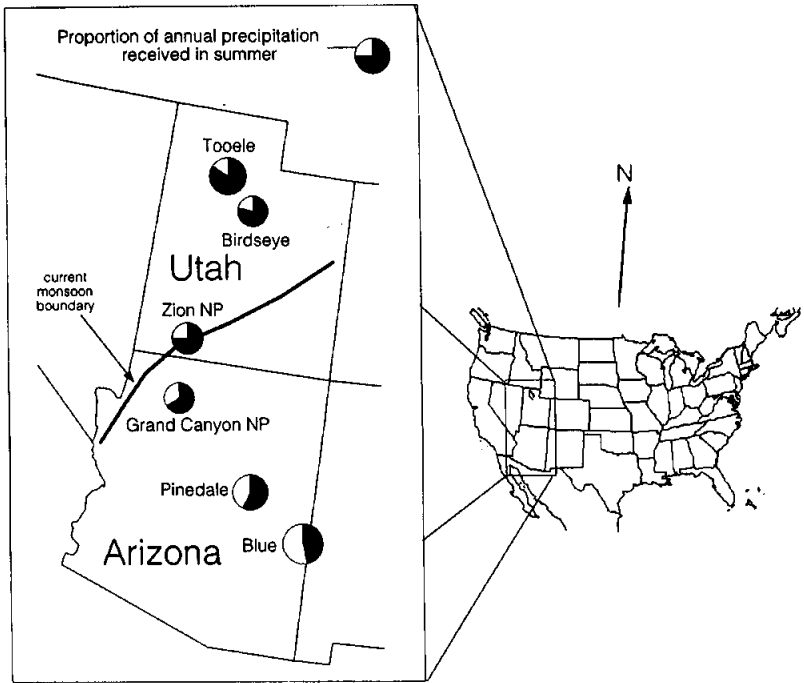 Proportion of annual precipitation
received in summer
Tooele
Birdseye
Utah
current
monsoon
boundary
Zion NP
Grand Canyon NP
Pinedale
Blue
Arizona
N